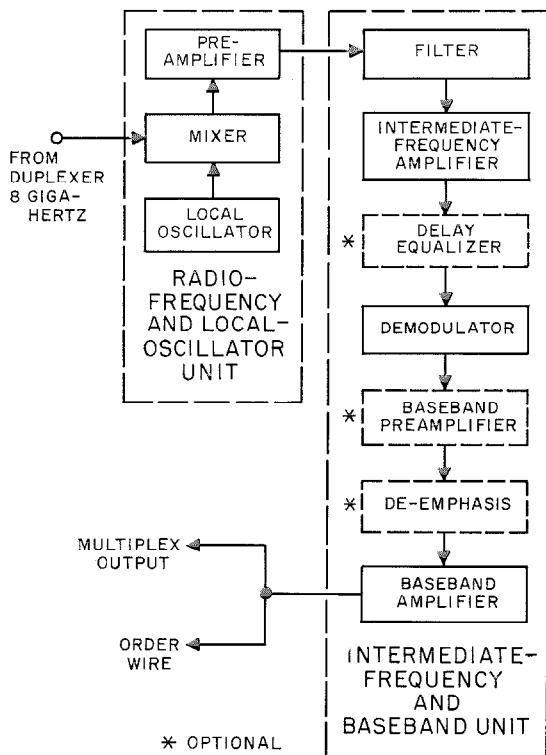 PRE-
AMPLIFIER
MIXER
LOCAL
OSCILLATOR
RADIO-
FREQUENCY
AND LOCAL-
OSCILLATOR
UNIT
FROM
DUPLEXER
8 GIGA-
HERTZ
FILTER
INTERMEDIATE-
FREQUENCY
AMPLIFIER
* DELAY
EQUALIZER
DEMODULATOR
* BASEBAND
PREAMPLIFIER
* DE-EMPHASIS
BASEBAND
AMPLIFIER
MULTIPLEX
OUTPUT
ORDER
WIRE
INTERMEDIATE-
FREQUENCY
AND
BASEBAND UNIT
* OPTIONAL